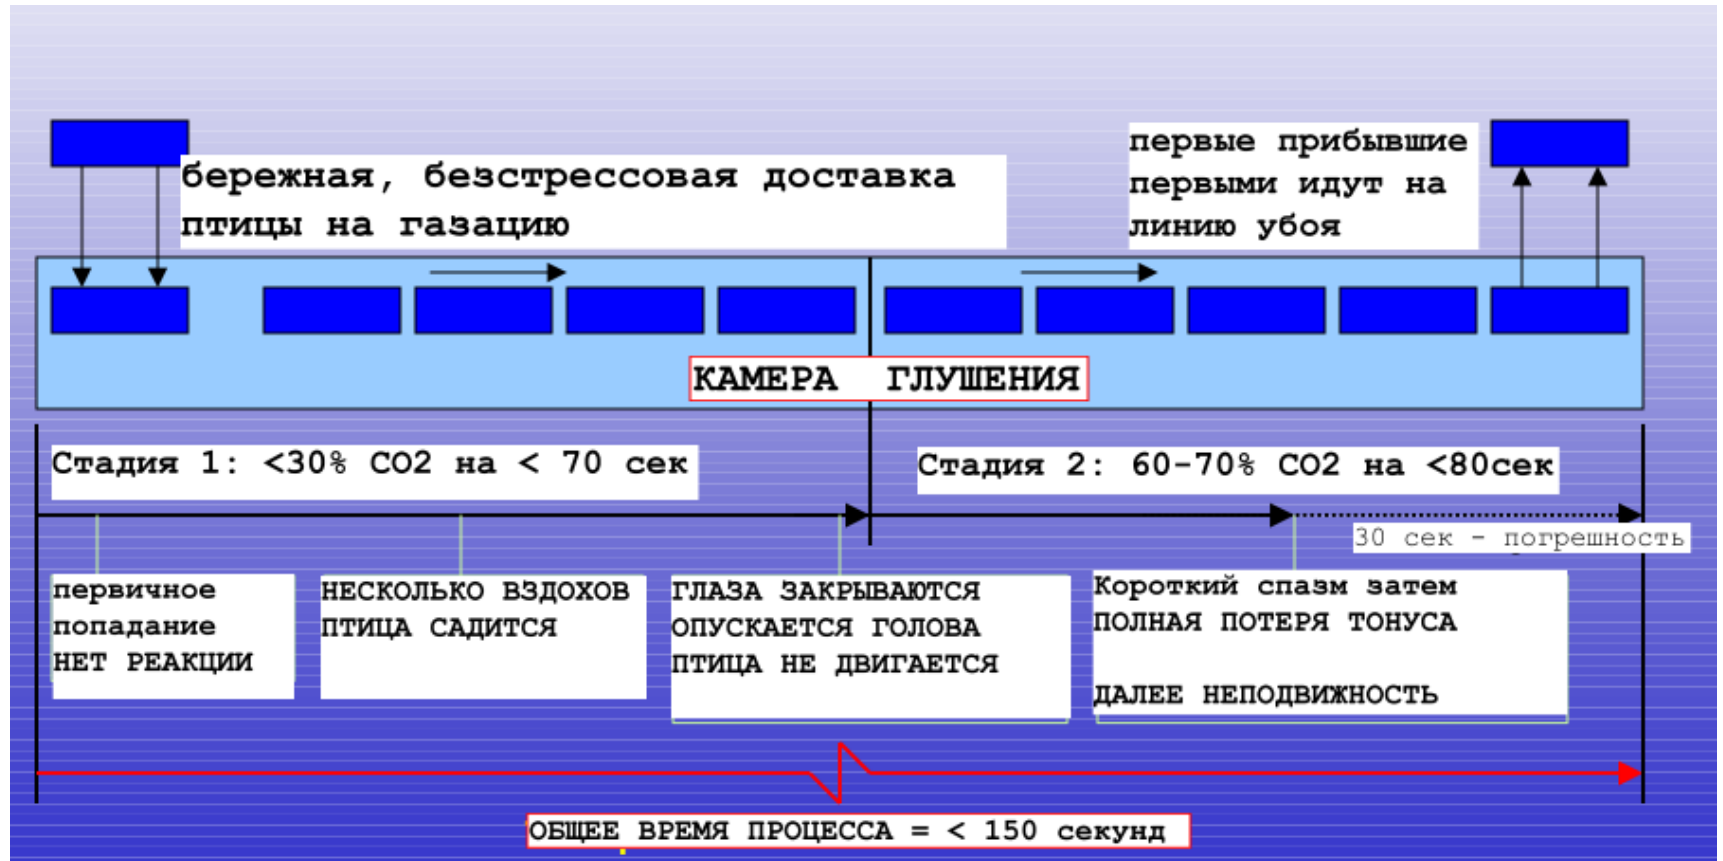 бережная, безстрессовая доставка
птицы на газацию
первые прибывшие
первыми идут на
линию убоя
КАМЕРА ГЛУШЕНИЯ
Стадия 1: <30% CO2 на < 70 сек
Стадия 2: 60-70% CO2 на <80сек
30 сек - погрешность
первичное
попадание
НЕТ РЕАКЦИИ
НЕСКОЛЬКО ВЗДОХОВ
ПТИЦА САДИТСЯ
ГЛАЗА ЗАКРЫВАЮТСЯ
ОПУСКАЕТСЯ ГОЛОВА
ПТИЦА НЕ ДВИГАЕТСЯ
Короткий спазм затем
ПОЛНАЯ ПОТЕРЯ ТОНУСА
ДАЛЕЕ НЕПОДВИЖНОСТЬ
ОБЩЕЕ ВРЕМЯ ПРОЦЕССА = < 150 секунд